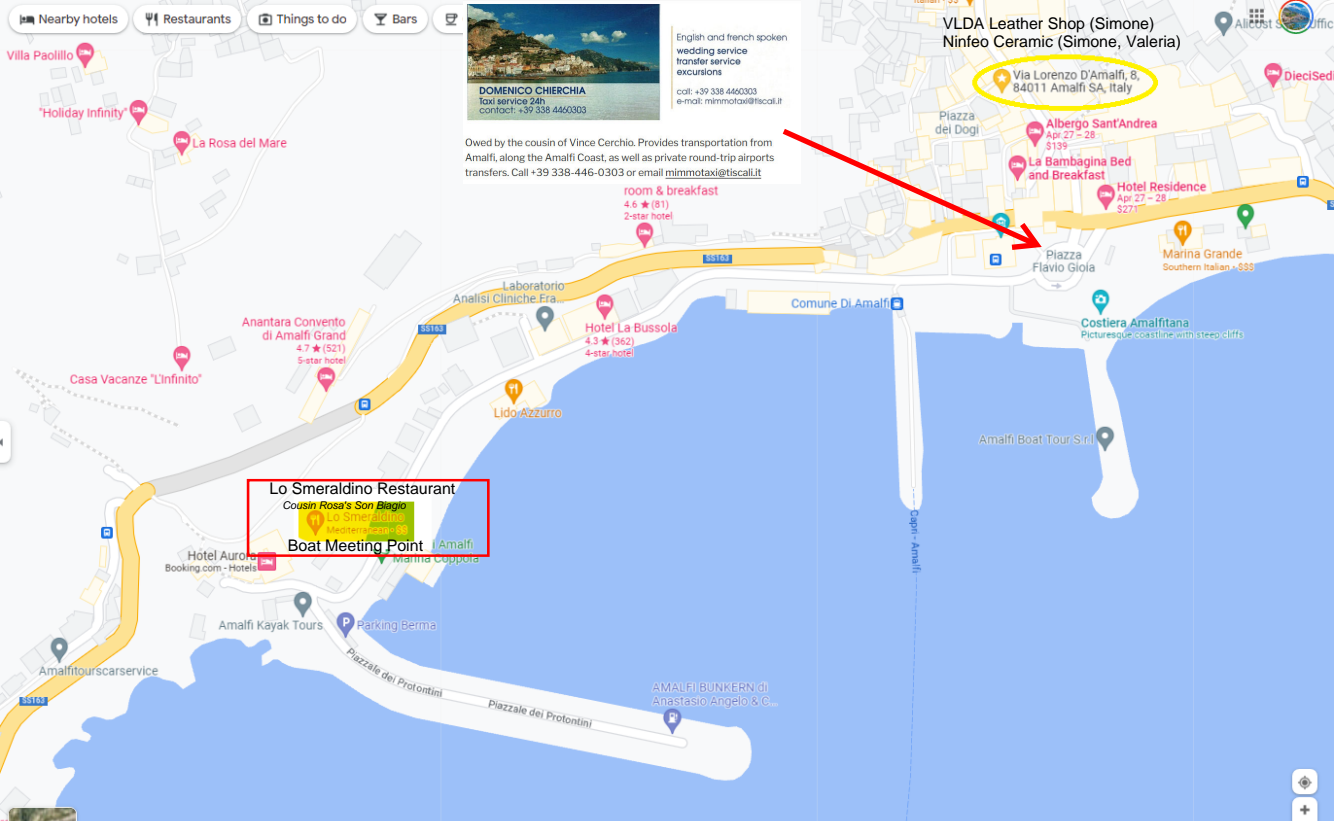 Nearby hotels
Restaurants
Things to do
Bars
English and french spoken
wedding service
transfer service
excursions
DOMENICO CHIERCHIA
Taxi service 24h
contact: +39 338 4460303
call: +39 338 4460303
e-mail: mimmotaxi@tiscali.it
Owed by the cousin of Vince Cerchio. Provides transportation from
Amalfi, along the Amalfi Coast, as well as private round-trip airports
transfers. Call +39 338-446-0303 or email mimmotaxi@tiscali.it
VLDA Leather Shop (Simone)
Ninfeo Ceramic (Simone, Valeria)
Via Lorenzo D'Amalfi, 8,
84011 Amalfi SA, Italy
DieciSedi
Villa Paolillo
"Holiday Infinity"
La Rosa del Mare
Piazza
dei Dogi
Albergo Sant'Andrea
Apr 27 – 28
$139
La Bambagina Bed
and Breakfast
Hotel Residence
Apr 27 – 28
$271
room & breakfast
4.6 ★ (81)
2-star hotel
Marina Grande
Southern Italian · $$$
Piazza
Flavio Gioia
SS163
Laboratorio
Analisi Cliniche Fra...
Comune Di Amalfi
Costiera Amalfitana
Picturesque coastline with steep cliffs
Hotel La Bussola
4.3 ★ (362)
4-star hotel
SS163
Anantara Convento
di Amalfi Grand
4.7 ★ (521)
5-star hotel
Casa Vacanze "L'Infinito"
Lido Azzurro
Amalfi Boat Tour S.r.l
Lo Smeraldino Restaurant
Cousin Rosa's Son Biagio
Lo Smeraldino
Mediterranean · $$
Boat Meeting Point
i Amalfi
Marina Coppola
Hotel Aurora
Booking.com - Hotels
Capri - Amalfi
Amalfi Kayak Tours
Parking Berma
Amalfitourscarservice
Piazzale dei Protontini
Piazzale dei Protontini
AMALFI BUNKERN di
Anastasio Angelo & C...
SS163